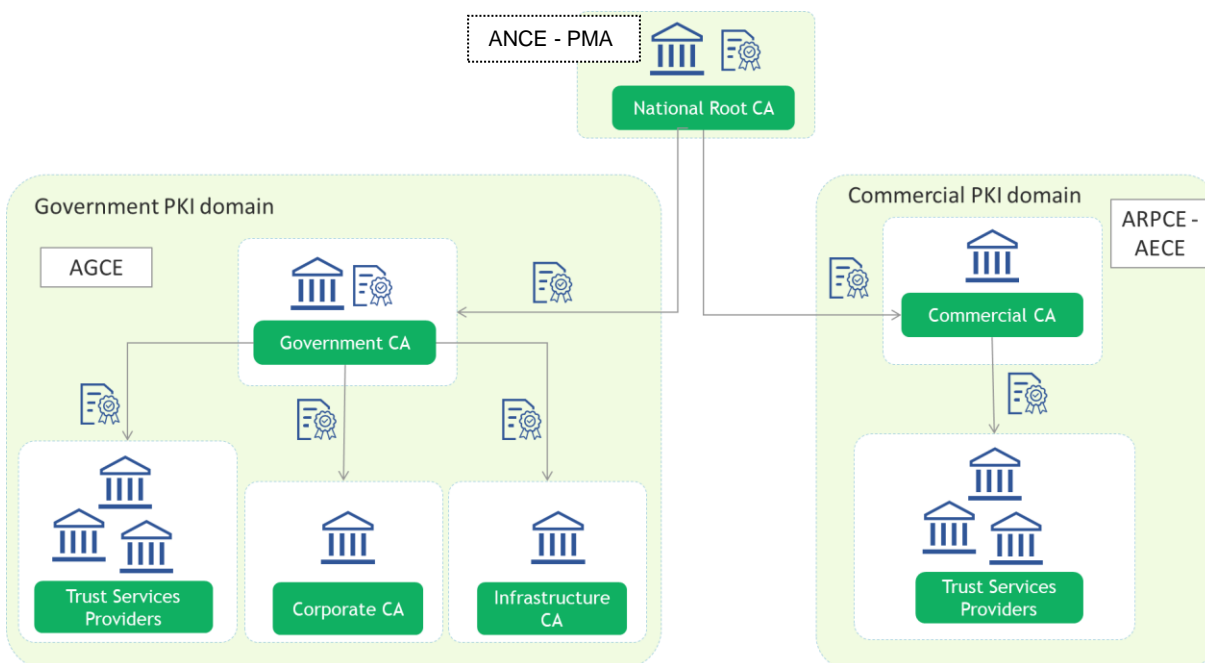 ANCE - PMA
National Root CA
Government PKI domain
AGCE
Government CA
Trust Services
Providers
Corporate CA
Infrastructure
CA
Commercial PKI domain
ARPCE -
AECE
Commercial CA
Trust Services
Providers